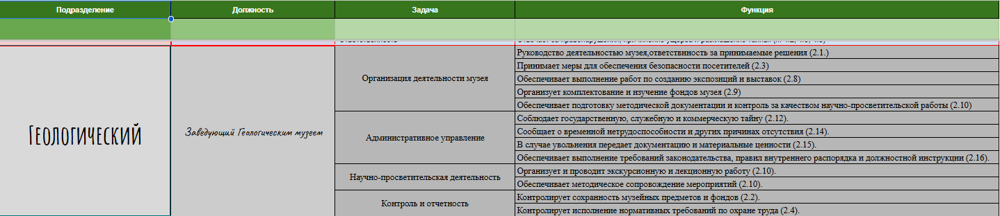 Подразделение Должность Задача Функция
Руководство деятельностью музея,ответствнность за принимаемые решения (2.1.)
Принимает меры для обеспечения безопасности посетителей (2.3)
Организация деятельности музея
Обеспечивает выполнение работ по созданию экспозиций и выставок (2.8)
Организует комплектование и изучение фондов музея (2.9)
Обеспечивает подготовку методической документации и контроль за качеством научно-просветительской работы (2.10)
Геологический
Заведующий Геологическим музеем
Административное управление
Соблюдает государственную, служебную и коммерческую тайну (2.12).
Сообщает о временной нетрудоспособности и других причинах отсутствия (2.14).
В случае увольнения передает документацию и материальные ценности (2.15).
Обеспечивает выполнение требований законодательства, правил внутреннего распорядка и должностной инструкции (2.16).
Научно-просветительская деятельность
Организует и проводит экскурсионную и лекционную работу (2.10).
Обеспечивает методическое сопровождение мероприятий (2.10).
Контроль и отчетность
Контролирует сохранность музейных предметов и фондов (2.2).
Контролирует исполнение нормативных требований по охране труда (2.4).